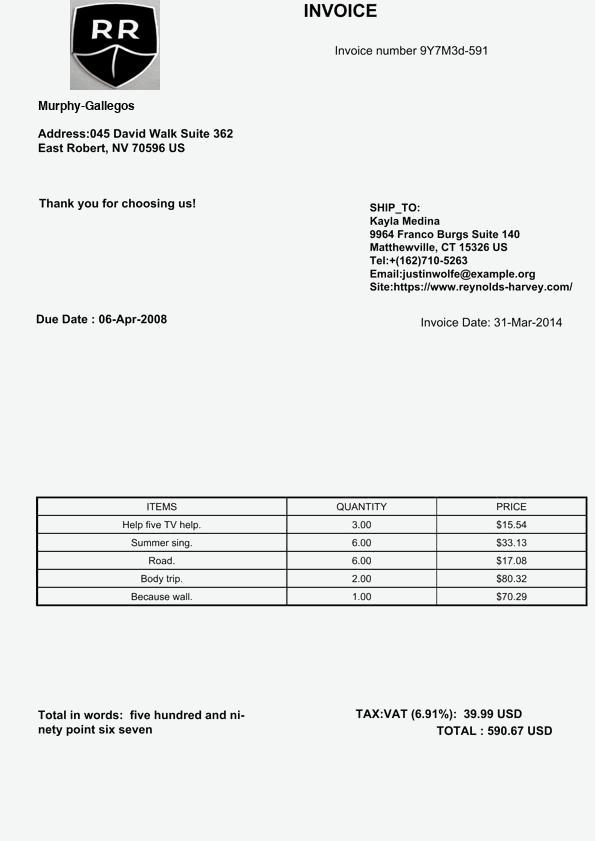 RR
INVOICE
Invoice number 9Y7M3d-591
Murphy-Gallegos
Address:045 David Walk Suite 362
East Robert, NV 70596 US
Thank you for choosing us!
SHIP_TO:
Kayla Medina
9964 Franco Burgs Suite 140
Matthewville, CT 15326 US
Tel:+(162)710-5263
Email:justinwolfe@example.org
Site:https://www.reynolds-harvey.com/
Due Date : 06-Apr-2008
Invoice Date: 31-Mar-2014
ITEMS QUANTITY PRICE
Help five TV help. 3.00 $15.54
Summer sing. 6.00 $33.13
Road. 6.00 $17.08
Body trip. 2.00 $80.32
Because wall. 1.00 $70.29
Total in words: five hundred and ni-
nety point six seven
TAX:VAT (6.91%): 39.99 USD
TOTAL : 590.67 USD